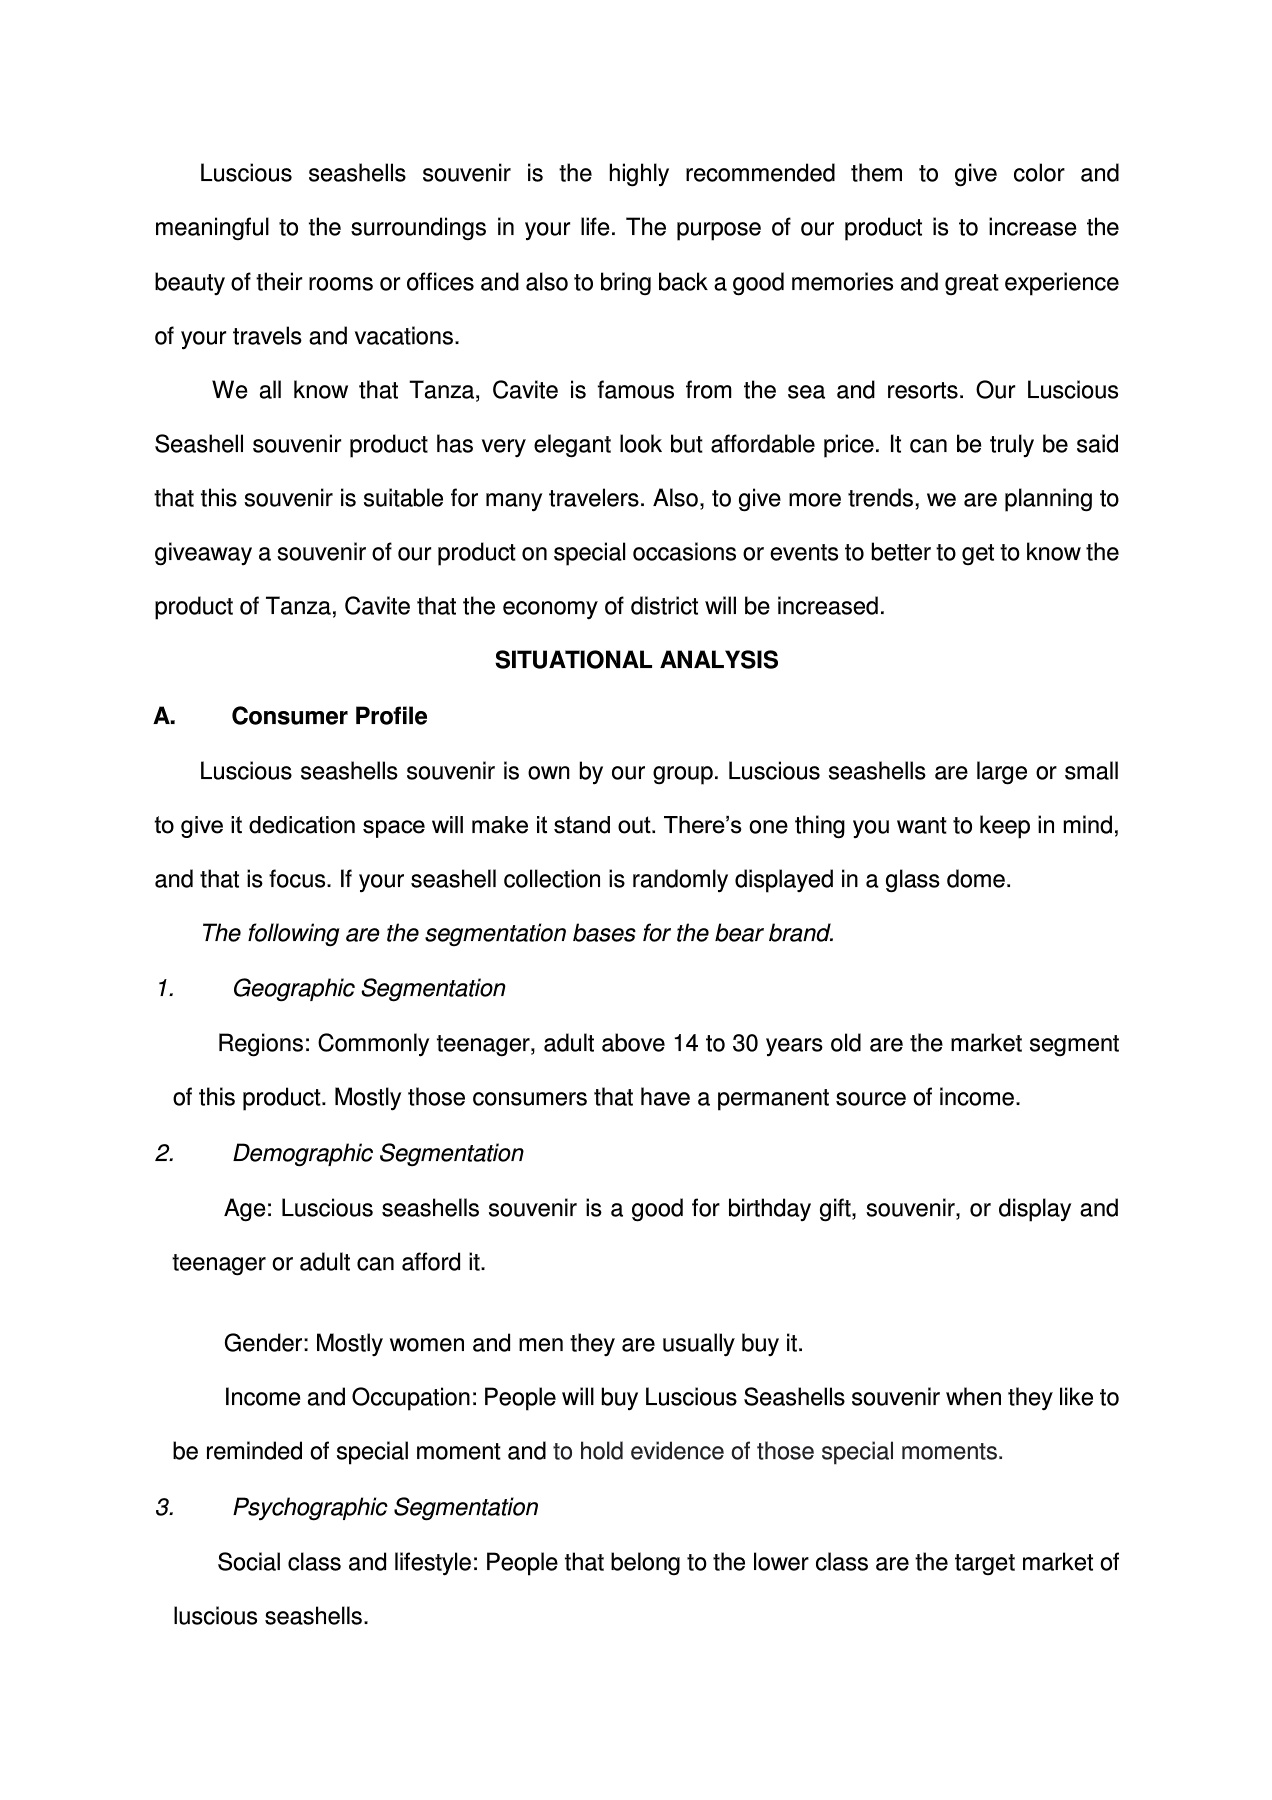 Luscious seashells souvenir is the highly recommended them to give color and
meaningful to the surroundings in your life. The purpose of our product is to increase the
beauty of their rooms or offices and also to bring back a good memories and great experience
of your travels and vacations.
We all know that Tanza, Cavite is famous from the sea and resorts. Our Luscious
Seashell souvenir product has very elegant look but affordable price. It can be truly be said
that this souvenir is suitable for many travelers. Also, to give more trends, we are planning to
giveaway a souvenir of our product on special occasions or events to better to get to know the
product of Tanza, Cavite that the economy of district will be increased.
SITUATIONAL ANALYSIS
A. Consumer Profile
Luscious seashells souvenir is own by our group. Luscious seashells are large or small
to give it dedication space will make it stand out. There’s one thing you want to keep in mind,
and that is focus. If your seashell collection is randomly displayed in a glass dome.
The following are the segmentation bases for the bear brand.
1. Geographic Segmentation
Regions: Commonly teenager, adult above 14 to 30 years old are the market segment
of this product. Mostly those consumers that have a permanent source of income.
2. Demographic Segmentation
Age: Luscious seashells souvenir is a good for birthday gift, souvenir, or display and
teenager or adult can afford it.
Gender: Mostly women and men they are usually buy it.
Income and Occupation: People will buy Luscious Seashells souvenir when they like to
be reminded of special moment and to hold evidence of those special moments.
3. Psychographic Segmentation
Social class and lifestyle: People that belong to the lower class are the target market of
luscious seashells.